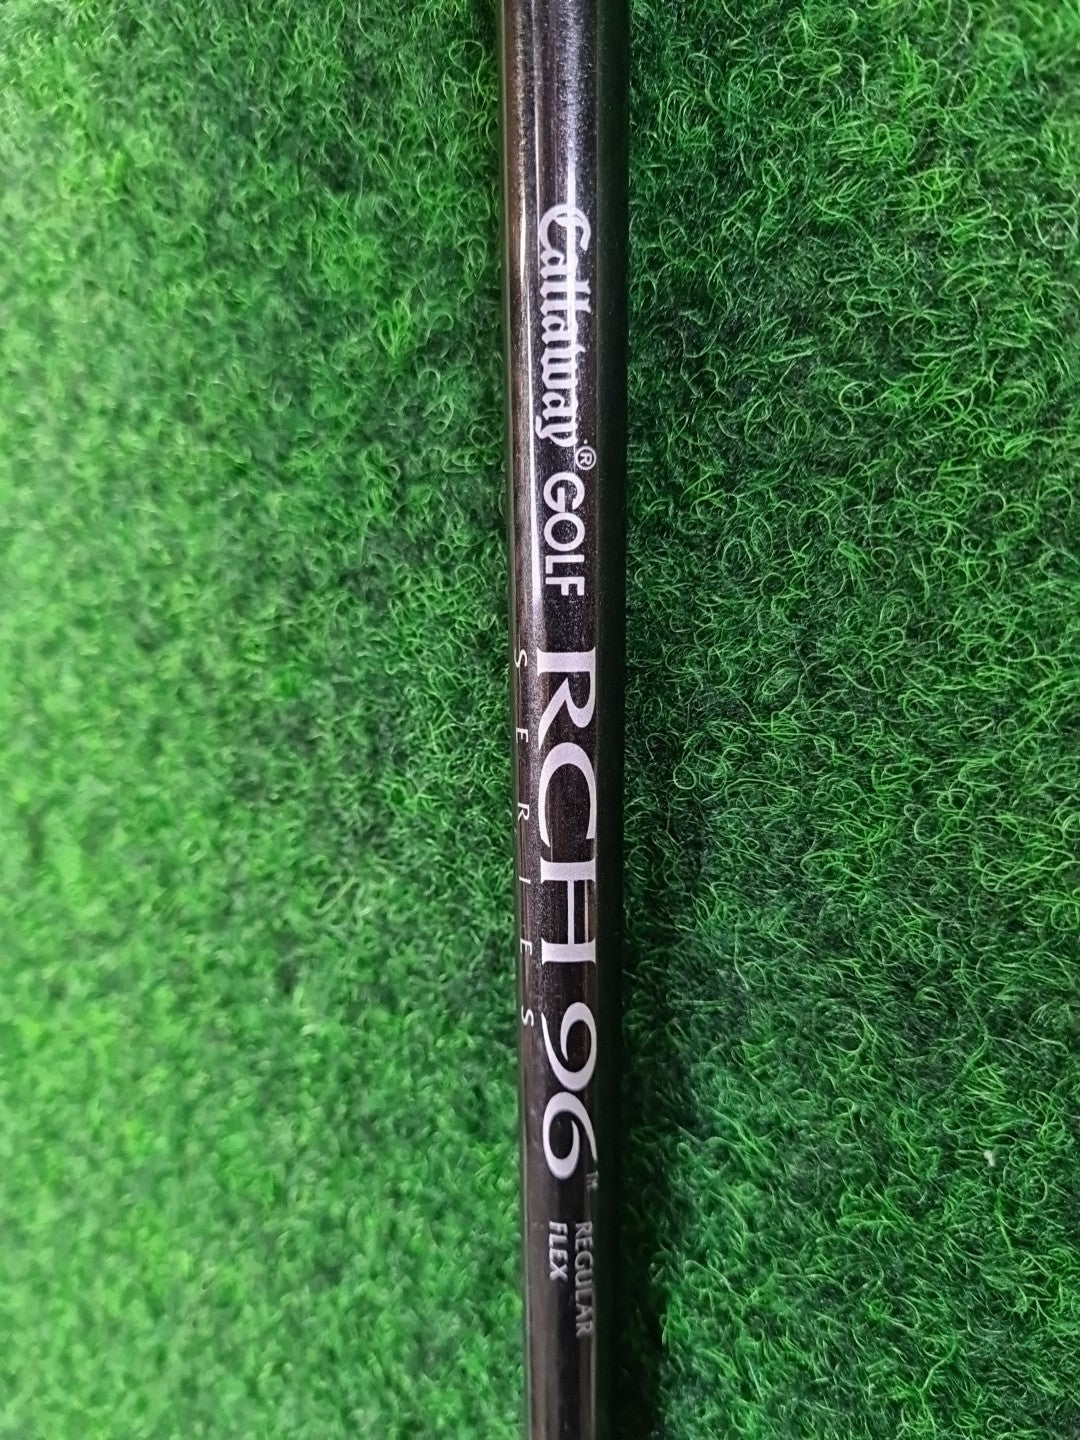 Callaway® GOLF RCH 96™ REGULAR
FLEX
SERIES